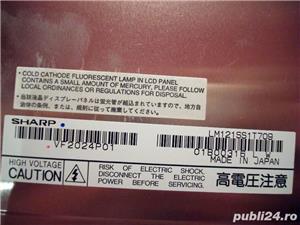 • COLD CATHODE FLUORESCENT LAMP IN LCD PANEL
CONTAINS A SMALL AMOUNT OF MERCURY, PLEASE FOLLOW
LOCAL ORDINANCES OR REGULATIONS FOR DISPOSAL.
SHARP
LM121SS1T709
VF2024P01
MADE IN JAPAN
HIGH VOLTAGE
CAUTION
RISK OF ELECTRIC SHOCK.
DISCONNECT THE ELECTRIC
POWER BEFORE SERVICING.
高電圧注意
publi24.ro